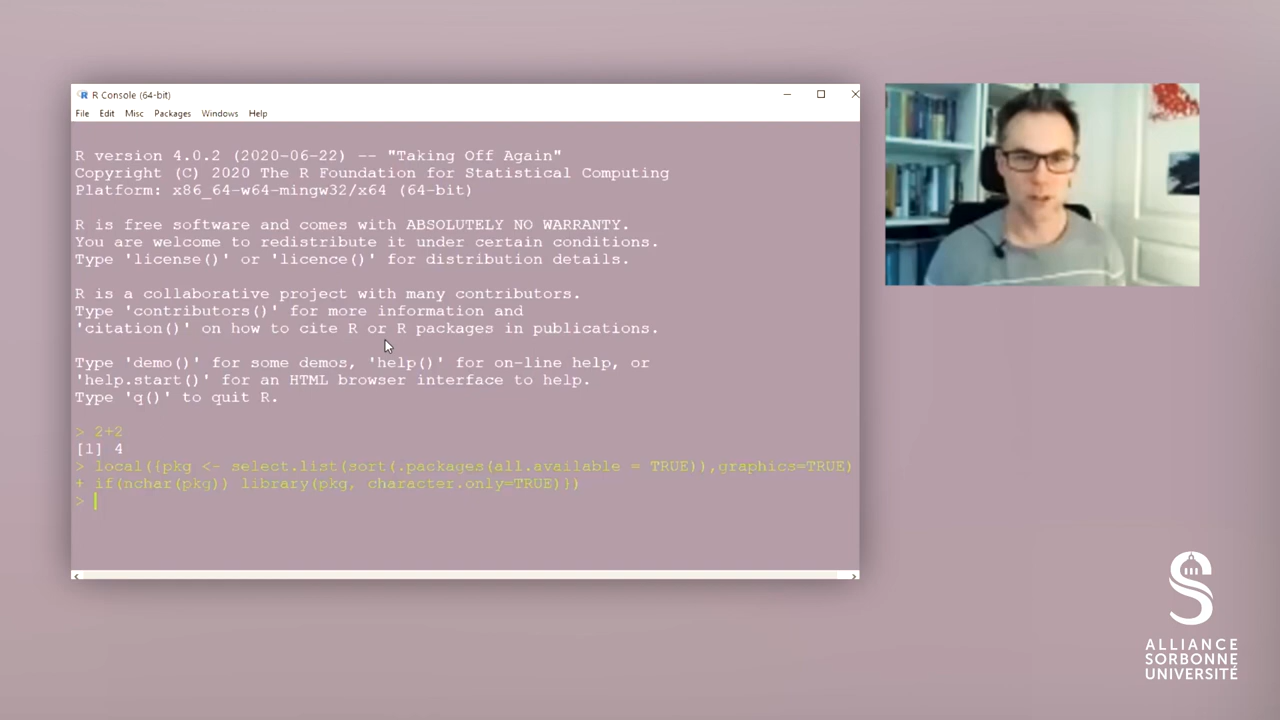 R Console (64-bit)
File Edit Misc Packages Windows Help
R version 4.0.2 (2020-06-22) -- "Taking Off Again"
Copyright (C) 2020 The R Foundation for Statistical Computing
Platform: x86_64-w64-mingw32/x64 (64-bit)
R is free software and comes with ABSOLUTELY NO WARRANTY.
You are welcome to redistribute it under certain conditions.
Type 'license()' or 'licence()' for distribution details.
R is a collaborative project with many contributors.
Type 'contributors()' for more information and
'citation()' on how to cite R or R packages in publications.
Type 'demo()' for some demos, 'help()' for on-line help, or
'help.start()' for an HTML browser interface to help.
Type 'q()' to quit R.
> 2+2
[1] 4
> local({pkg <- select.list(sort(.packages(all.available = TRUE)),graphics=TRUE)
+ if(nchar(pkg)) library(pkg, character.only=TRUE)})
>
ALLIANCE
SORBONNE
UNIVERSITÉ